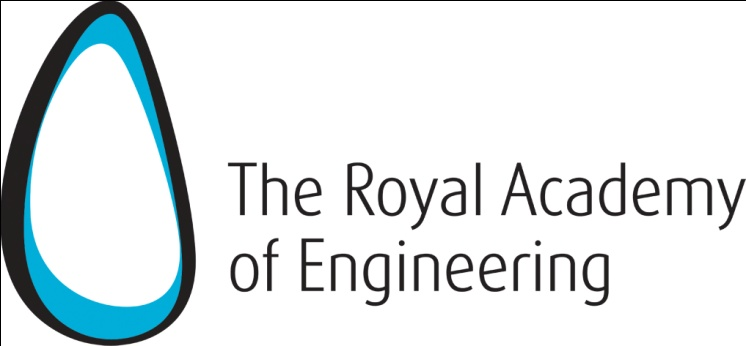 The Royal Academy
of Engineering